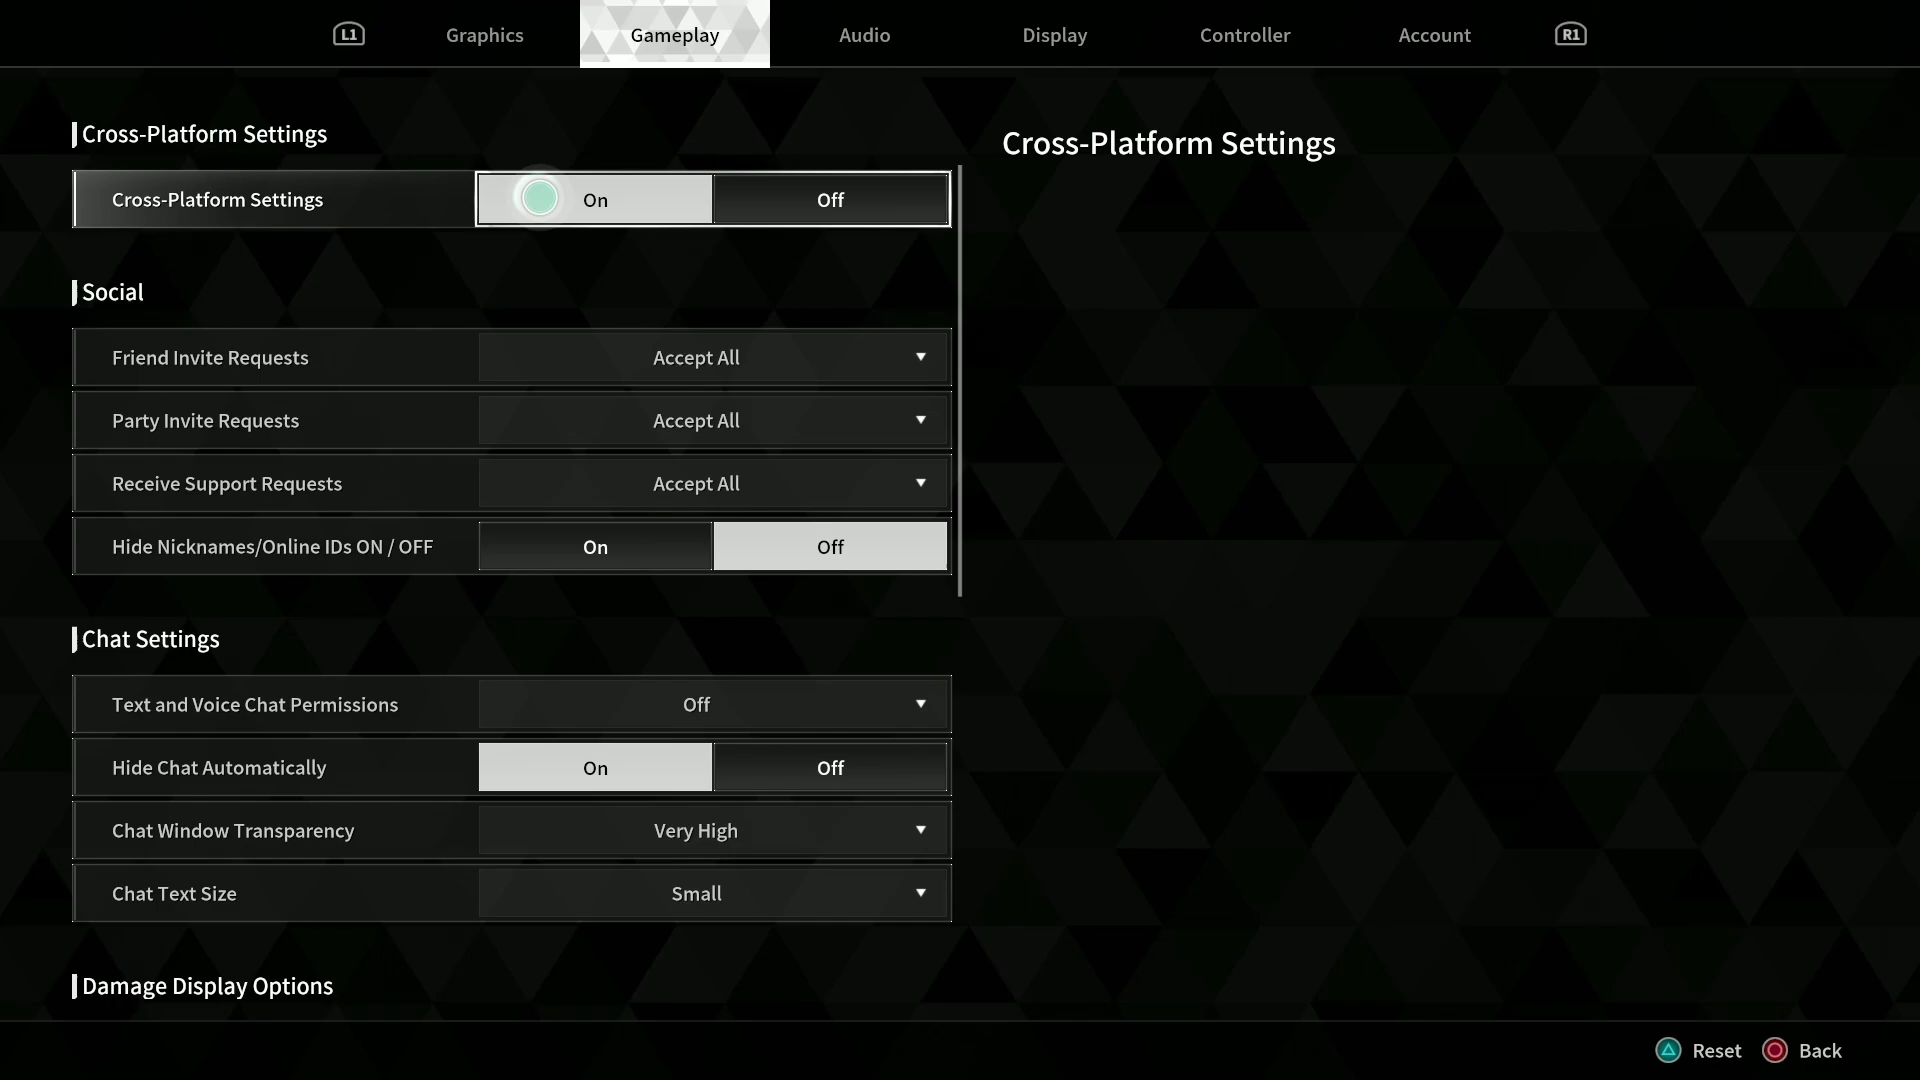 L1 Graphics Gameplay Audio Display Controller Account R1
Cross-Platform Settings
Cross-Platform Settings On Off
Social
Friend Invite Requests Accept All
Party Invite Requests Accept All
Receive Support Requests Accept All
Hide Nicknames/Online IDs ON / OFF On Off
Chat Settings
Text and Voice Chat Permissions Off
Hide Chat Automatically On Off
Chat Window Transparency Very High
Chat Text Size Small
Damage Display Options
Cross-Platform Settings
Reset Back